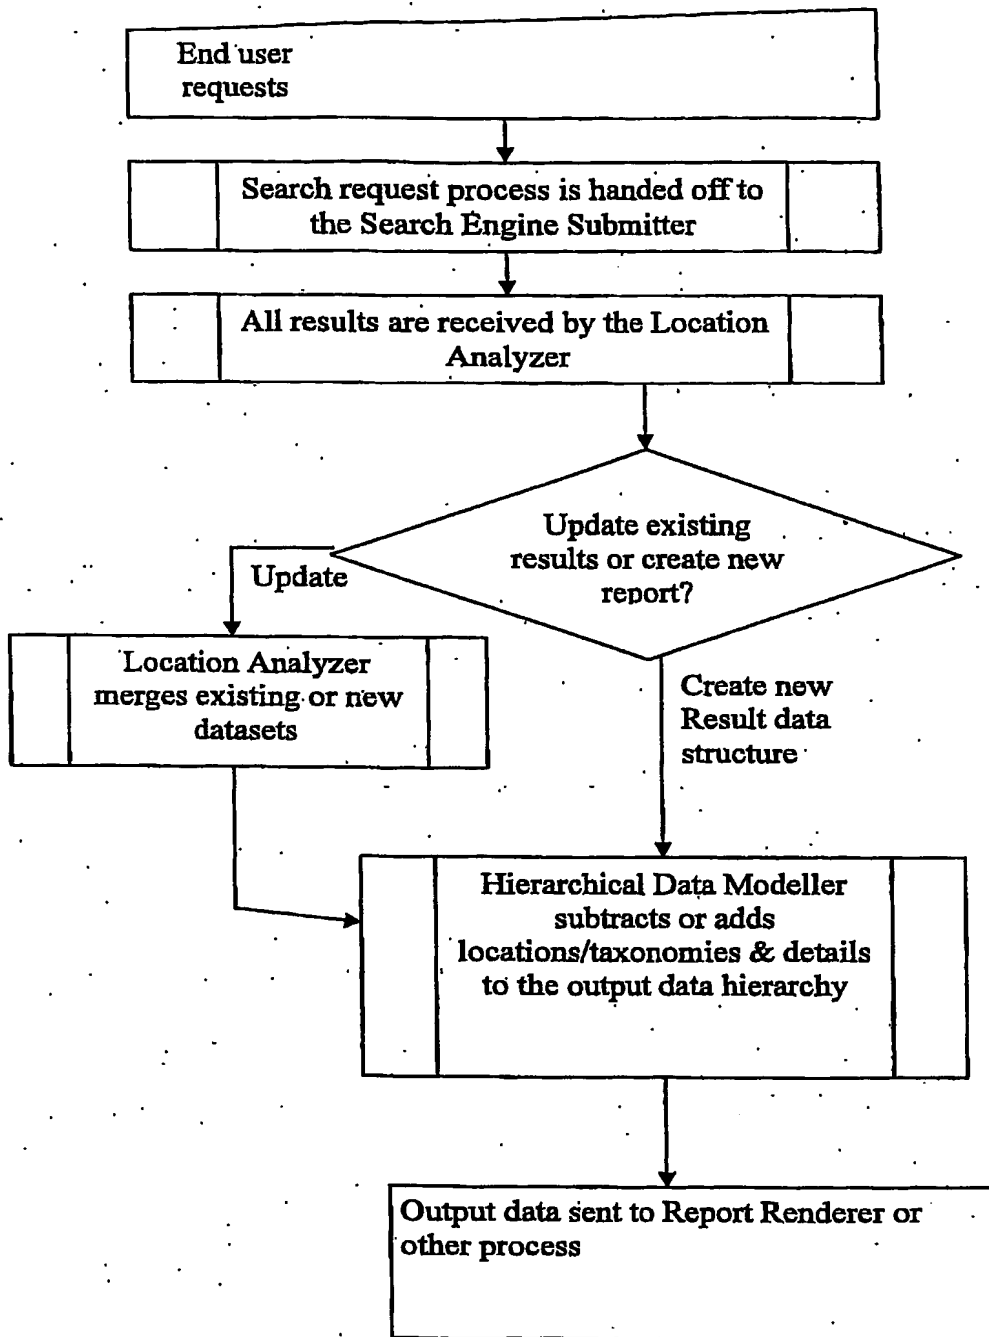 End user
requests
Search request process is handed off to
the Search Engine Submitter
All results are received by the Location
Analyzer
Update existing
results or create new
report?
Update
Location Analyzer
merges existing or new
datasets
Create new
Result data
structure
Hierarchical Data Modeller
subtracts or adds
locations/taxonomies & details
to the output data hierarchy
Output data sent to Report Renderer or
other process